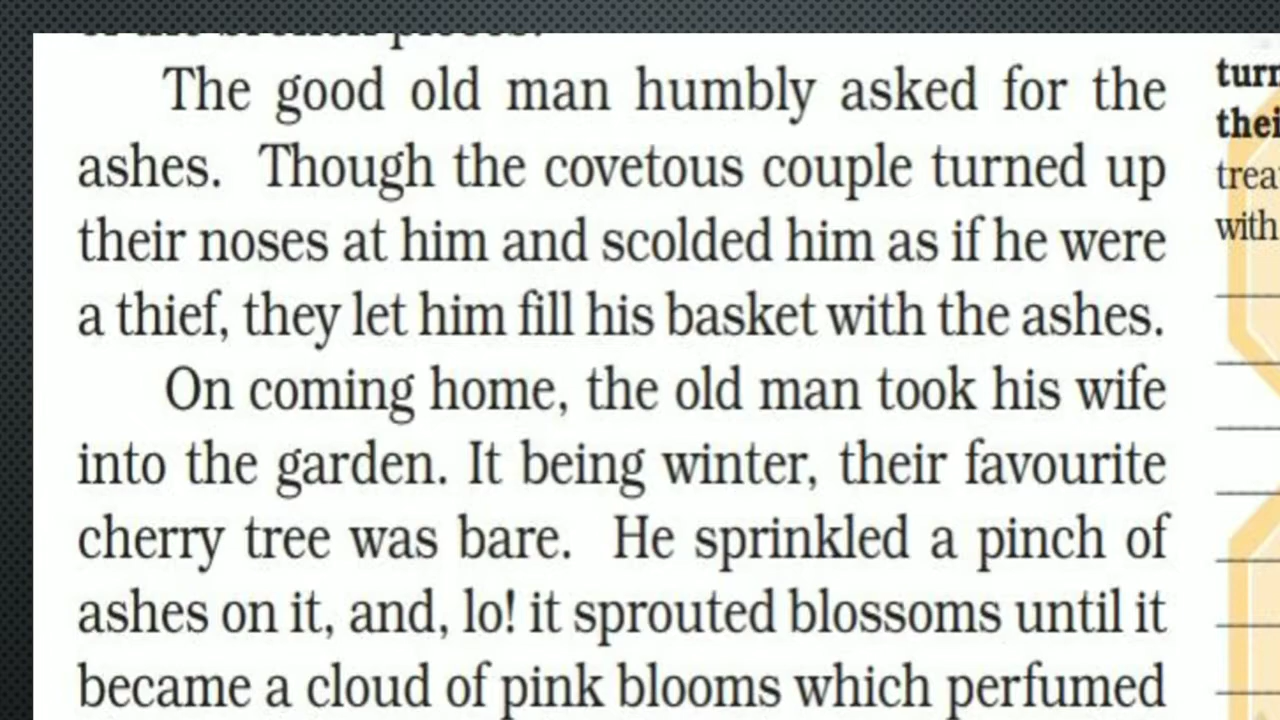 The good old man humbly asked for the
ashes. Though the covetous couple turned up
their noses at him and scolded him as if he were
a thief, they let him fill his basket with the ashes.
On coming home, the old man took his wife
into the garden. It being winter, their favourite
cherry tree was bare. He sprinkled a pinch of
ashes on it, and, lo! it sprouted blossoms until it
became a cloud of pink blooms which perfumed
with